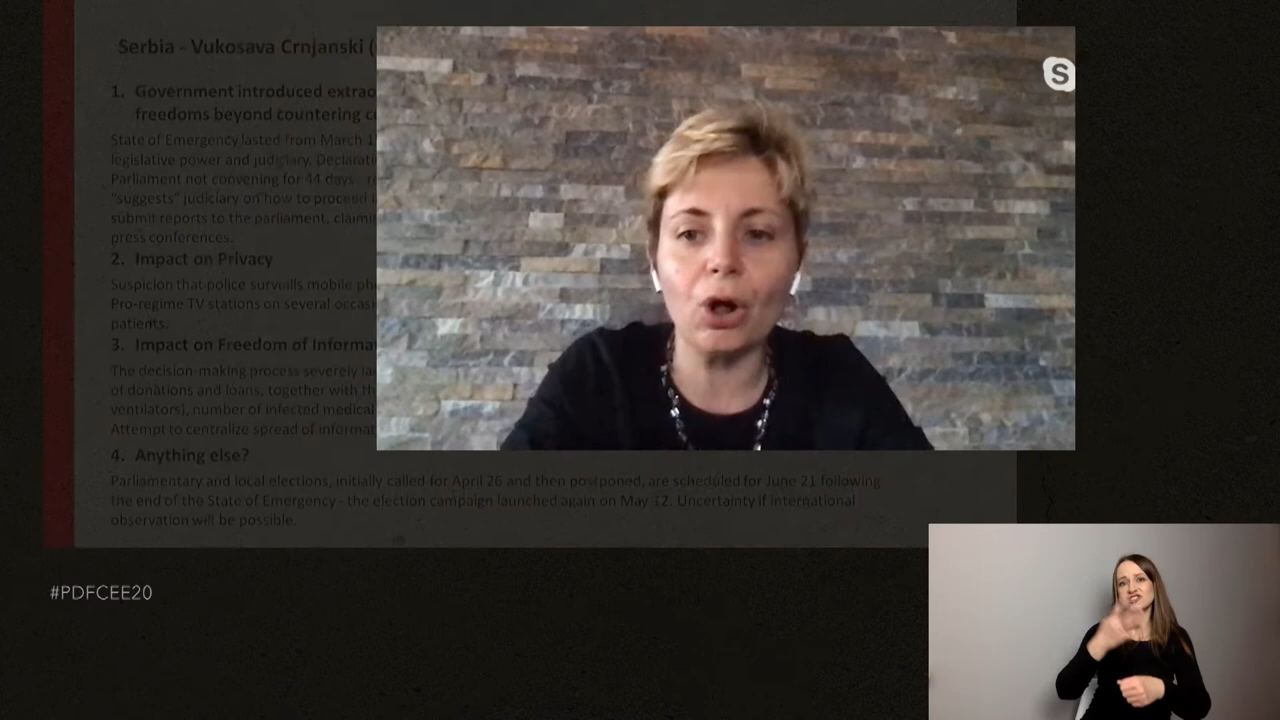 Serbia - Vukosava Crnjanski (
1. Government introduced extrao
freedoms beyond countering c
State of Emergency lasted from March 1
legislative power and judiciary. Declarati
Parliament not convening for 44 days
"suggests" judiciary on how to proceed
submit reports to the parliament, claimin
press conferences.
2. Impact on Privacy
Suspicion that police surveills mobile ph
Pro-regime TV stations on several occasi
patients.
3. Impact on Freedom of Informa
The decision-making process severely la
of donations and loans, together with th
ventilators), number of infected medical
Attempt to centralize spread of informat
4. Anything else?
Parliamentary and local elections, initially called for April 26 and then postponed, are scheduled for June 21 following
the end of the State of Emergency - the election campaign launched again on May 12. Uncertainty if international
observation will be possible.
S
#PDFCEE20